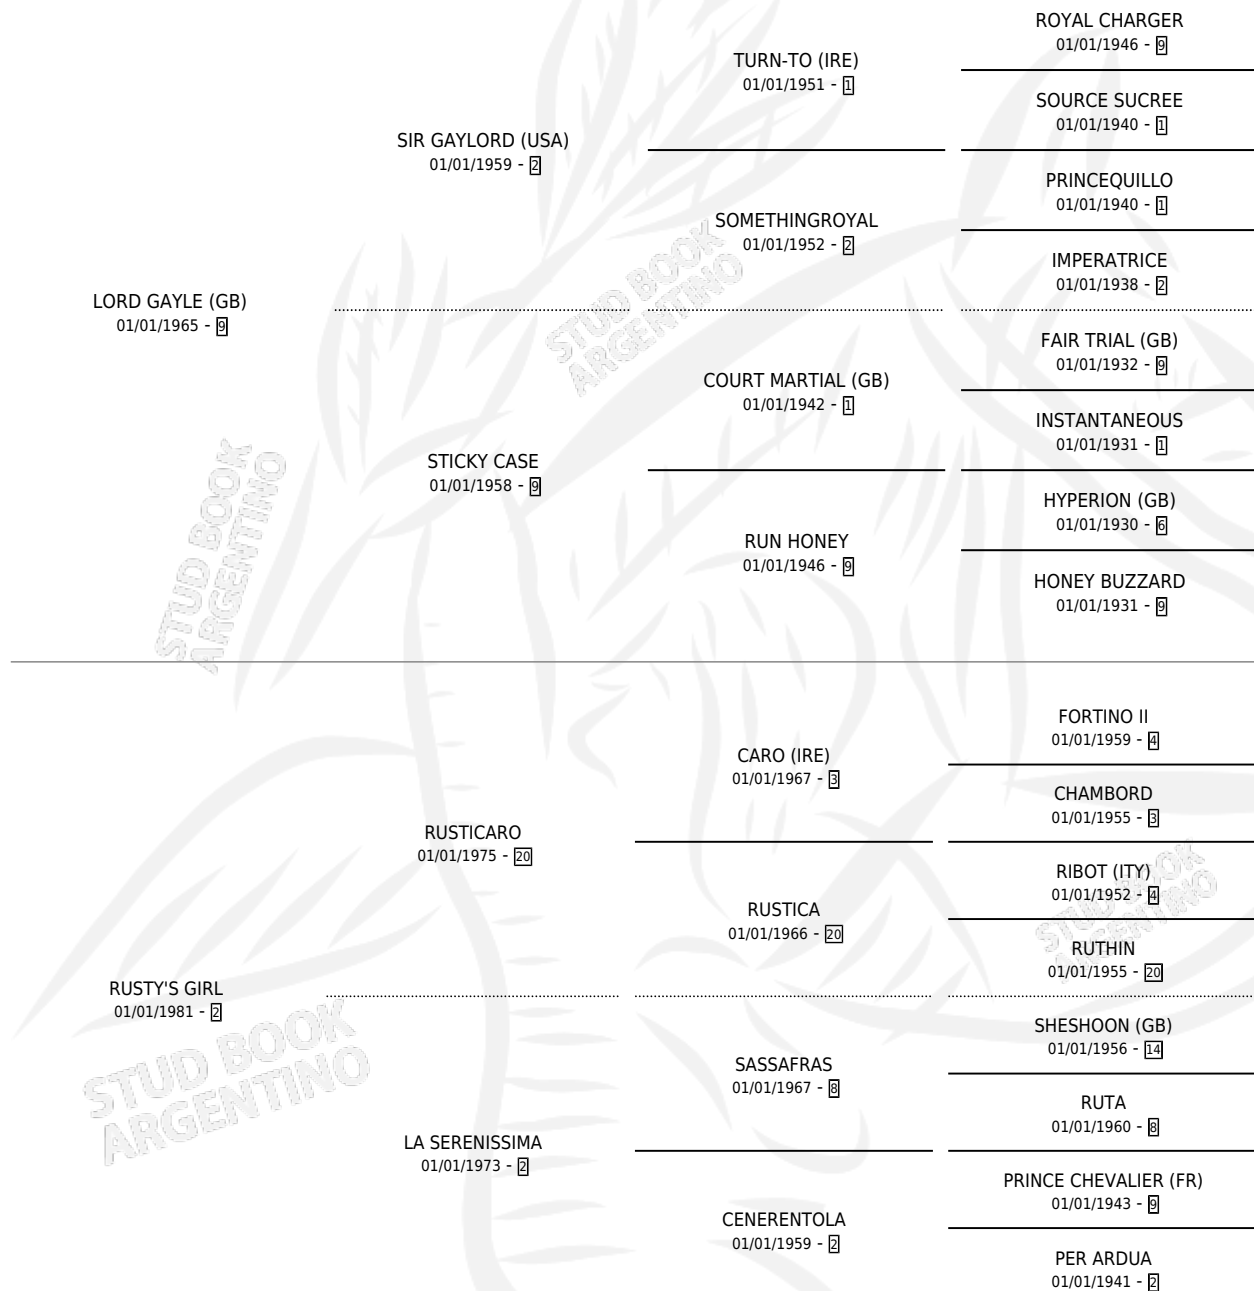 ROYAL CHARGER
01/01/1946 - 9
TURN-TO (IRE)
01/01/1951 - 1
SOURCE SUCREE
01/01/1940 - 1
SIR GAYLORD (USA)
01/01/1959 - 2
PRINCEQUILLO
01/01/1940 - 1
SOMETHINGROYAL
01/01/1952 - 2
IMPERATRICE
01/01/1938 - 2
LORD GAYLE (GB)
01/01/1965 - 9
STUD BOOK
ARGENTINO
FAIR TRIAL (GB)
01/01/1932 - 9
COURT MARTIAL (GB)
01/01/1942 - 1
INSTANTANEOUS
01/01/1931 - 1
STICKY CASE
01/01/1958 - 9
HYPERION (GB)
01/01/1930 - 6
RUN HONEY
01/01/1946 - 9
HONEY BUZZARD
01/01/1931 - 9
STUD BOOK
ARGENTINO
FORTINO II
01/01/1959 - 4
CARO (IRE)
01/01/1967 - 3
CHAMBORD
01/01/1955 - 3
RUSTICARO
01/01/1975 - 20
RIBOT (ITY)
01/01/1952 - 4
RUSTICA
01/01/1966 - 20
RUTHIN
01/01/1955 - 20
STUD BOOK
ARGENTINO
RUSTY'S GIRL
01/01/1981 - 2
SHESHOON (GB)
01/01/1956 - 14
SASSAFRAS
01/01/1967 - 8
RUTA
01/01/1960 - 8
STUD BOOK
ARGENTINO
LA SERENISSIMA
01/01/1973 - 2
PRINCE CHEVALIER (FR)
01/01/1943 - 9
CENERENTOLA
01/01/1959 - 2
PER ARDUA
01/01/1941 - 2